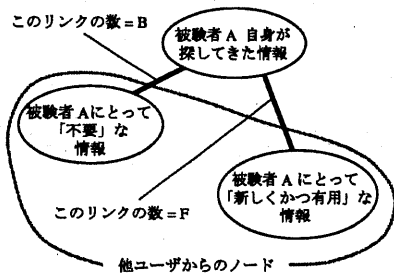 このリンクの数＝B
被験者 A 自身が
探してきた情報
被験者 Aにとって
「不要」な
情報
被験者 A にとって
「新しくかつ有用」な
情報
このリンクの数＝F
他ユーザからのノード